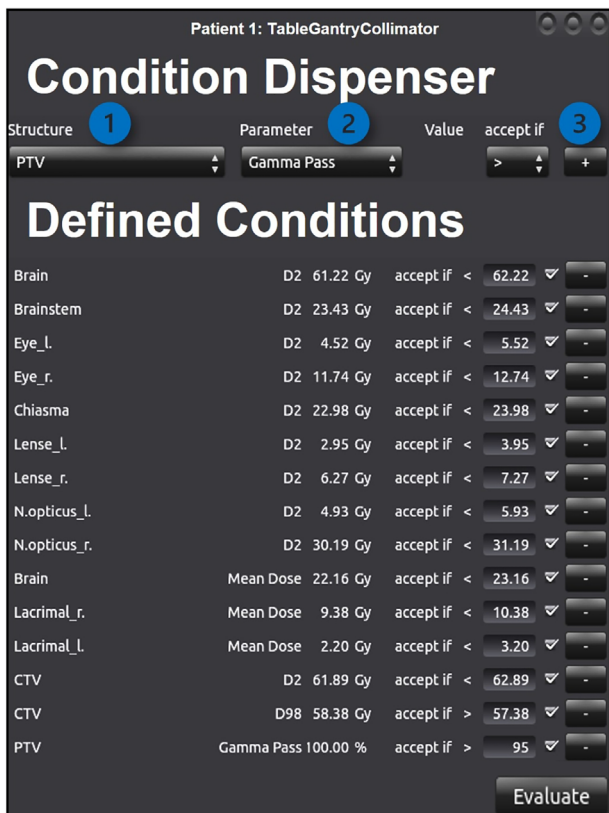 Patient 1: TableGantryCollimator
Condition Dispenser
Structure 1 Parameter 2 Value accept if 3
PTV Gamma Pass > +
Defined Conditions
Brain D2 61.22 Gy accept if < 62.22 -
Brainstem D2 23.43 Gy accept if < 24.43 -
Eye_l. D2 4.52 Gy accept if < 5.52 -
Eye_r. D2 11.74 Gy accept if < 12.74 -
Chiasma D2 22.98 Gy accept if < 23.98 -
Lense_l. D2 2.95 Gy accept if < 3.95 -
Lense_r. D2 6.27 Gy accept if < 7.27 -
N.opticus_l. D2 4.93 Gy accept if < 5.93 -
N.opticus_r. D2 30.19 Gy accept if < 31.19 -
Brain Mean Dose 22.16 Gy accept if < 23.16 -
Lacrimal_r. Mean Dose 9.38 Gy accept if < 10.38 -
Lacrimal_l. Mean Dose 2.20 Gy accept if < 3.20 -
CTV D2 61.89 Gy accept if < 62.89 -
CTV D98 58.38 Gy accept if > 57.38 -
PTV Gamma Pass 100.00 % accept if > 95 -
Evaluate